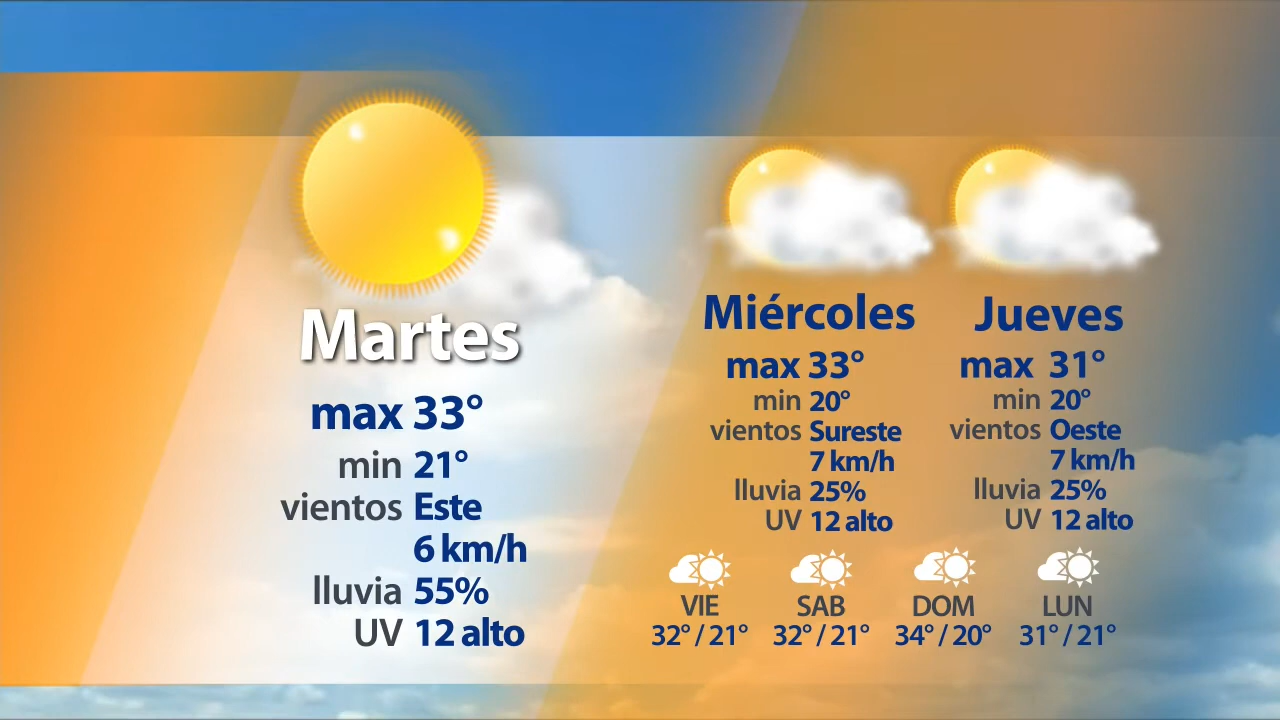 Martes
max 33°
min 21°
vientos Este
6 km/h
lluvia 55%
UV 12 alto
Miércoles
max 33°
min 20°
vientos Sureste
7 km/h
lluvia 25%
UV 12 alto
Jueves
max 31°
min 20°
vientos Oeste
7 km/h
lluvia 25%
UV 12 alto
VIE
32° / 21°
SAB
32° / 21°
DOM
34° / 20°
LUN
31° / 21°